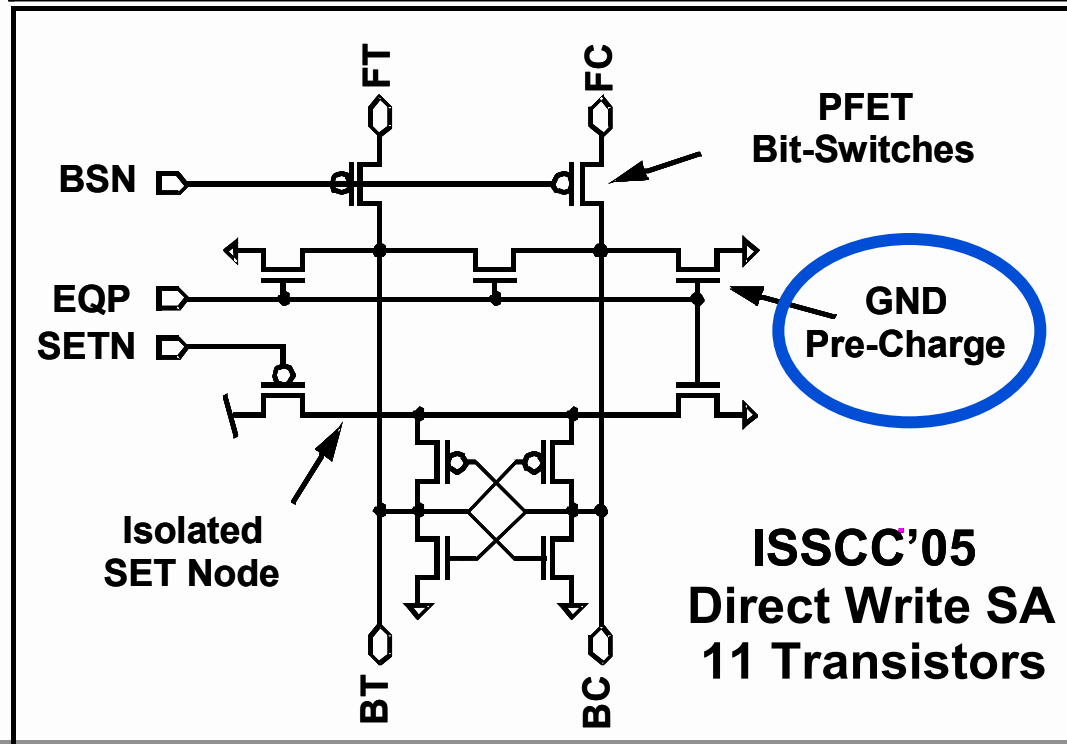 FT
FC
PFET
Bit-Switches
BSN
EQP
GND
Pre-Charge
SETN
Isolated
SET Node
ISSCC'05
Direct Write SA
11 Transistors
BT
BC